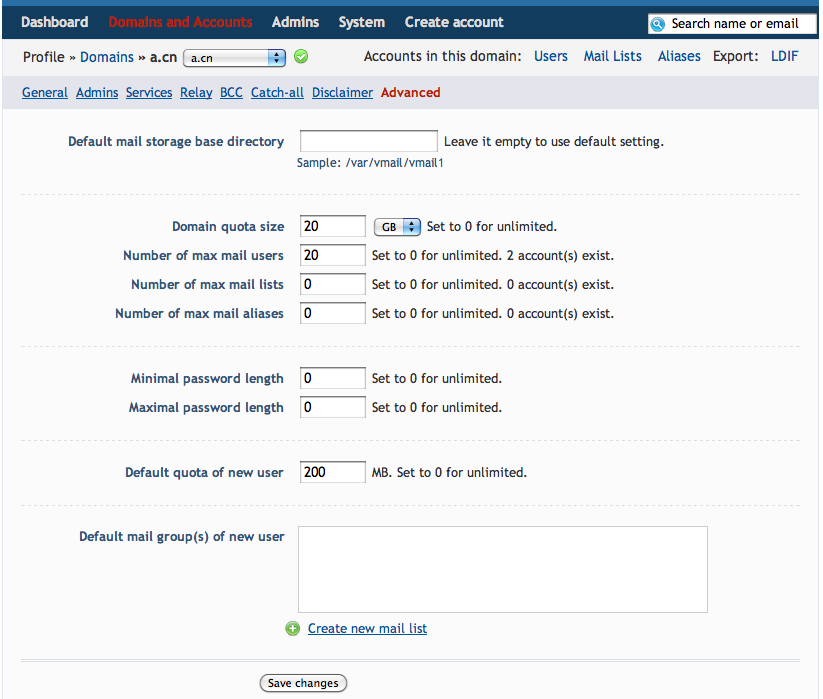 Dashboard Domains and Accounts Admins System Create account Search name or email
Profile » Domains » a.cn a.cn Accounts in this domain: Users Mail Lists Aliases Export: LDIF
General Admins Services Relay BCC Catch-all Disclaimer Advanced
Default mail storage base directory Leave it empty to use default setting.
Sample: /var/vmail/vmail1
Domain quota size 20 GB Set to 0 for unlimited.
Number of max mail users 20 Set to 0 for unlimited. 2 account(s) exist.
Number of max mail lists 0 Set to 0 for unlimited. 0 account(s) exist.
Number of max mail aliases 0 Set to 0 for unlimited. 0 account(s) exist.
Minimal password length 0 Set to 0 for unlimited.
Maximal password length 0 Set to 0 for unlimited.
Default quota of new user 200 MB. Set to 0 for unlimited.
Default mail group(s) of new user
Create new mail list
Save changes